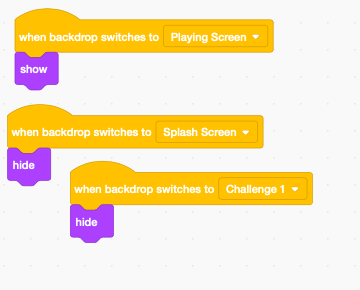 when backdrop switches to Playing Screen
show
when backdrop switches to Splash Screen
hide
when backdrop switches to Challenge 1
hide